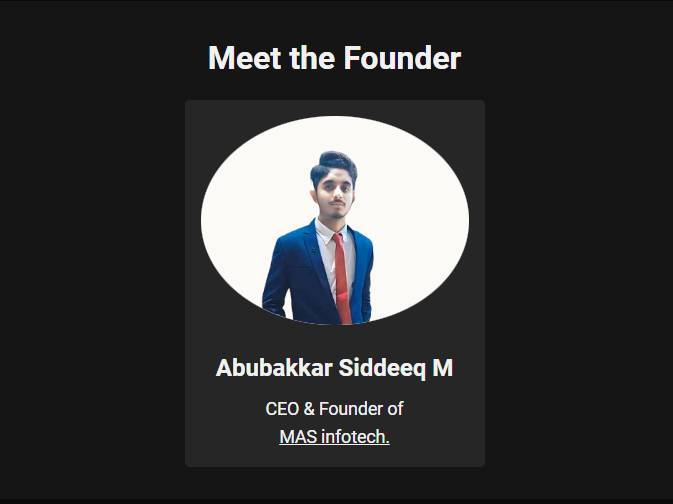 Meet the Founder
Abubakkar Siddeeq M
CEO & Founder of
MAS infotech.